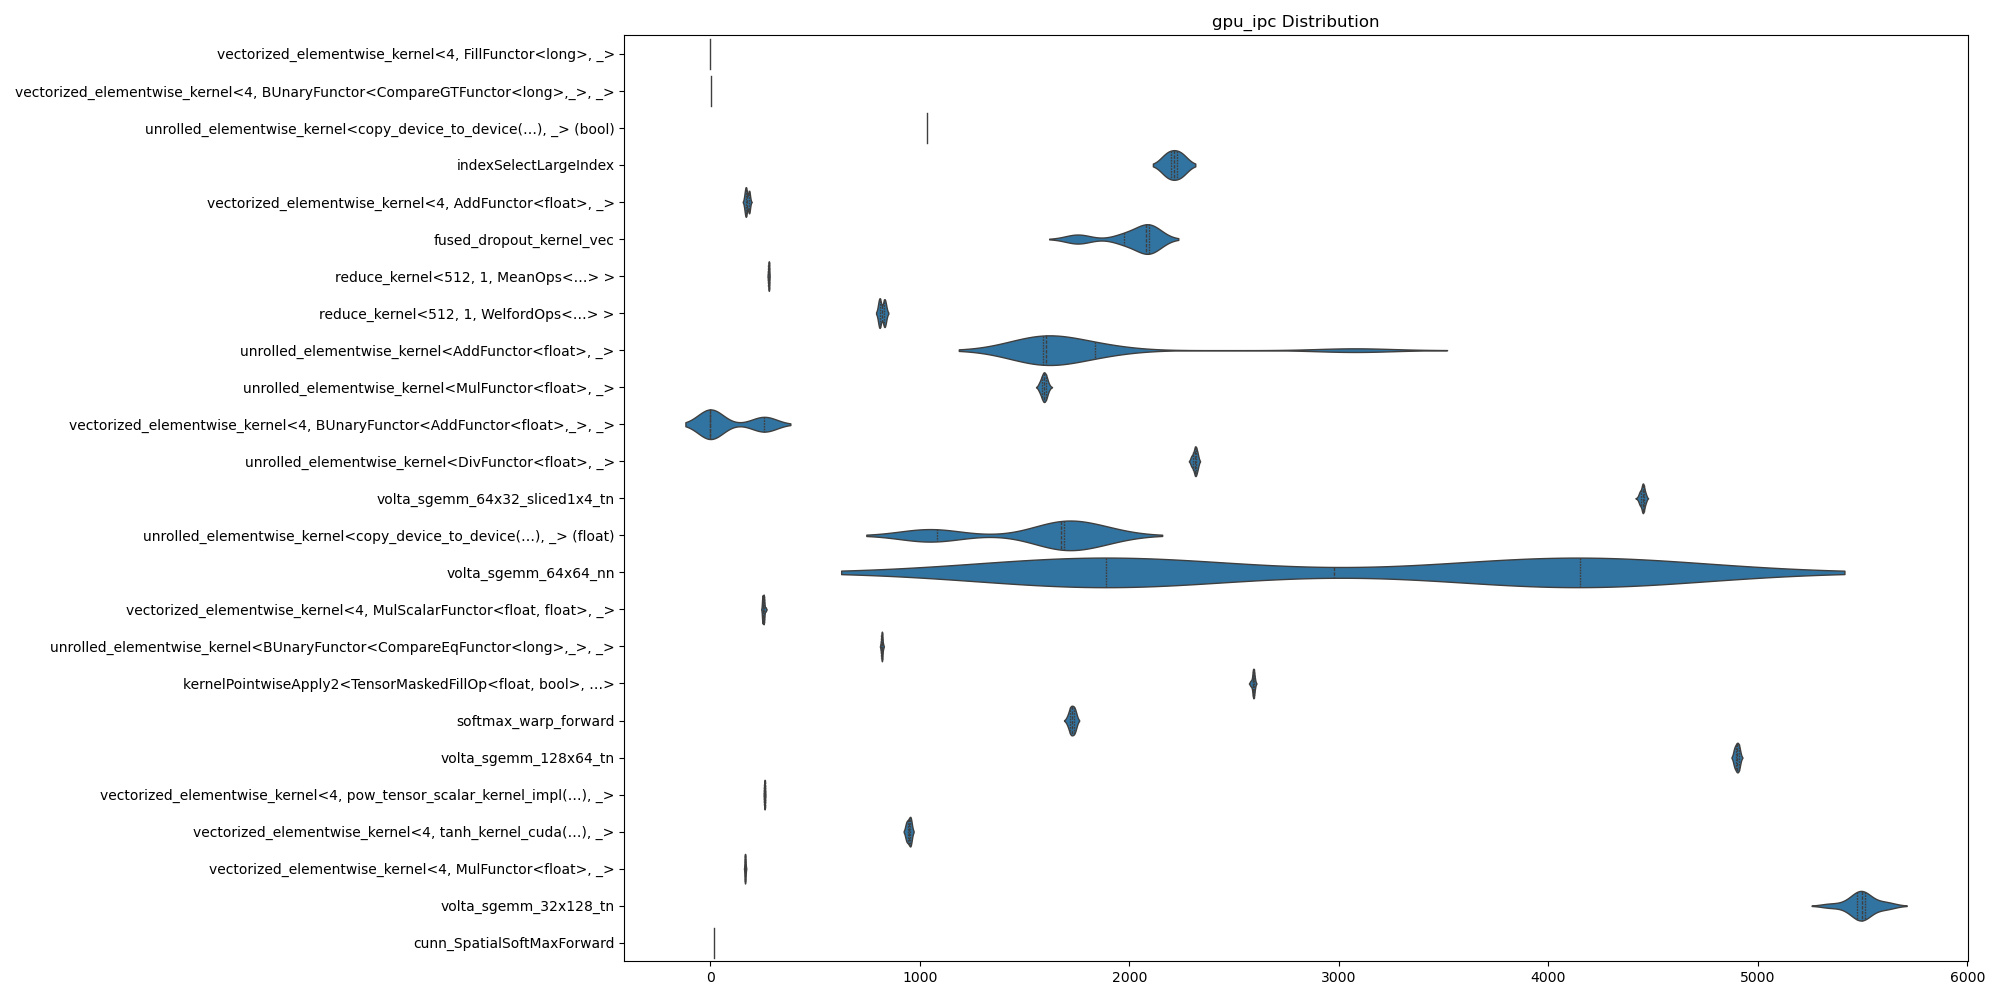 gpu_ipc Distribution
vectorized_elementwise_kernel<4, FillFunctor<long>, _>
vectorized_elementwise_kernel<4, BUnaryFunctor<CompareGTFunctor<long>,_>, _>
unrolled_elementwise_kernel<copy_device_to_device(...), _> (bool)
indexSelectLargeIndex
vectorized_elementwise_kernel<4, AddFunctor<float>, _>
fused_dropout_kernel_vec
reduce_kernel<512, 1, MeanOps<...> >
reduce_kernel<512, 1, WelfordOps<...> >
unrolled_elementwise_kernel<AddFunctor<float>, _>
unrolled_elementwise_kernel<MulFunctor<float>, _>
vectorized_elementwise_kernel<4, BUnaryFunctor<AddFunctor<float>,_>, _>
unrolled_elementwise_kernel<DivFunctor<float>, _>
volta_sgemm_64x32_sliced1x4_tn
unrolled_elementwise_kernel<copy_device_to_device(...), _> (float)
volta_sgemm_64x64_nn
vectorized_elementwise_kernel<4, MulScalarFunctor<float, float>, _>
unrolled_elementwise_kernel<BUnaryFunctor<CompareEqFunctor<long>,_>, _>
kernelPointwiseApply2<TensorMaskedFillOp<float, bool>, ...>
softmax_warp_forward
volta_sgemm_128x64_tn
vectorized_elementwise_kernel<4, pow_tensor_scalar_kernel_impl(...), _>
vectorized_elementwise_kernel<4, tanh_kernel_cuda(...), _>
vectorized_elementwise_kernel<4, MulFunctor<float>, _>
volta_sgemm_32x128_tn
cunn_SpatialSoftMaxForward
0 1000 2000 3000 4000 5000 6000